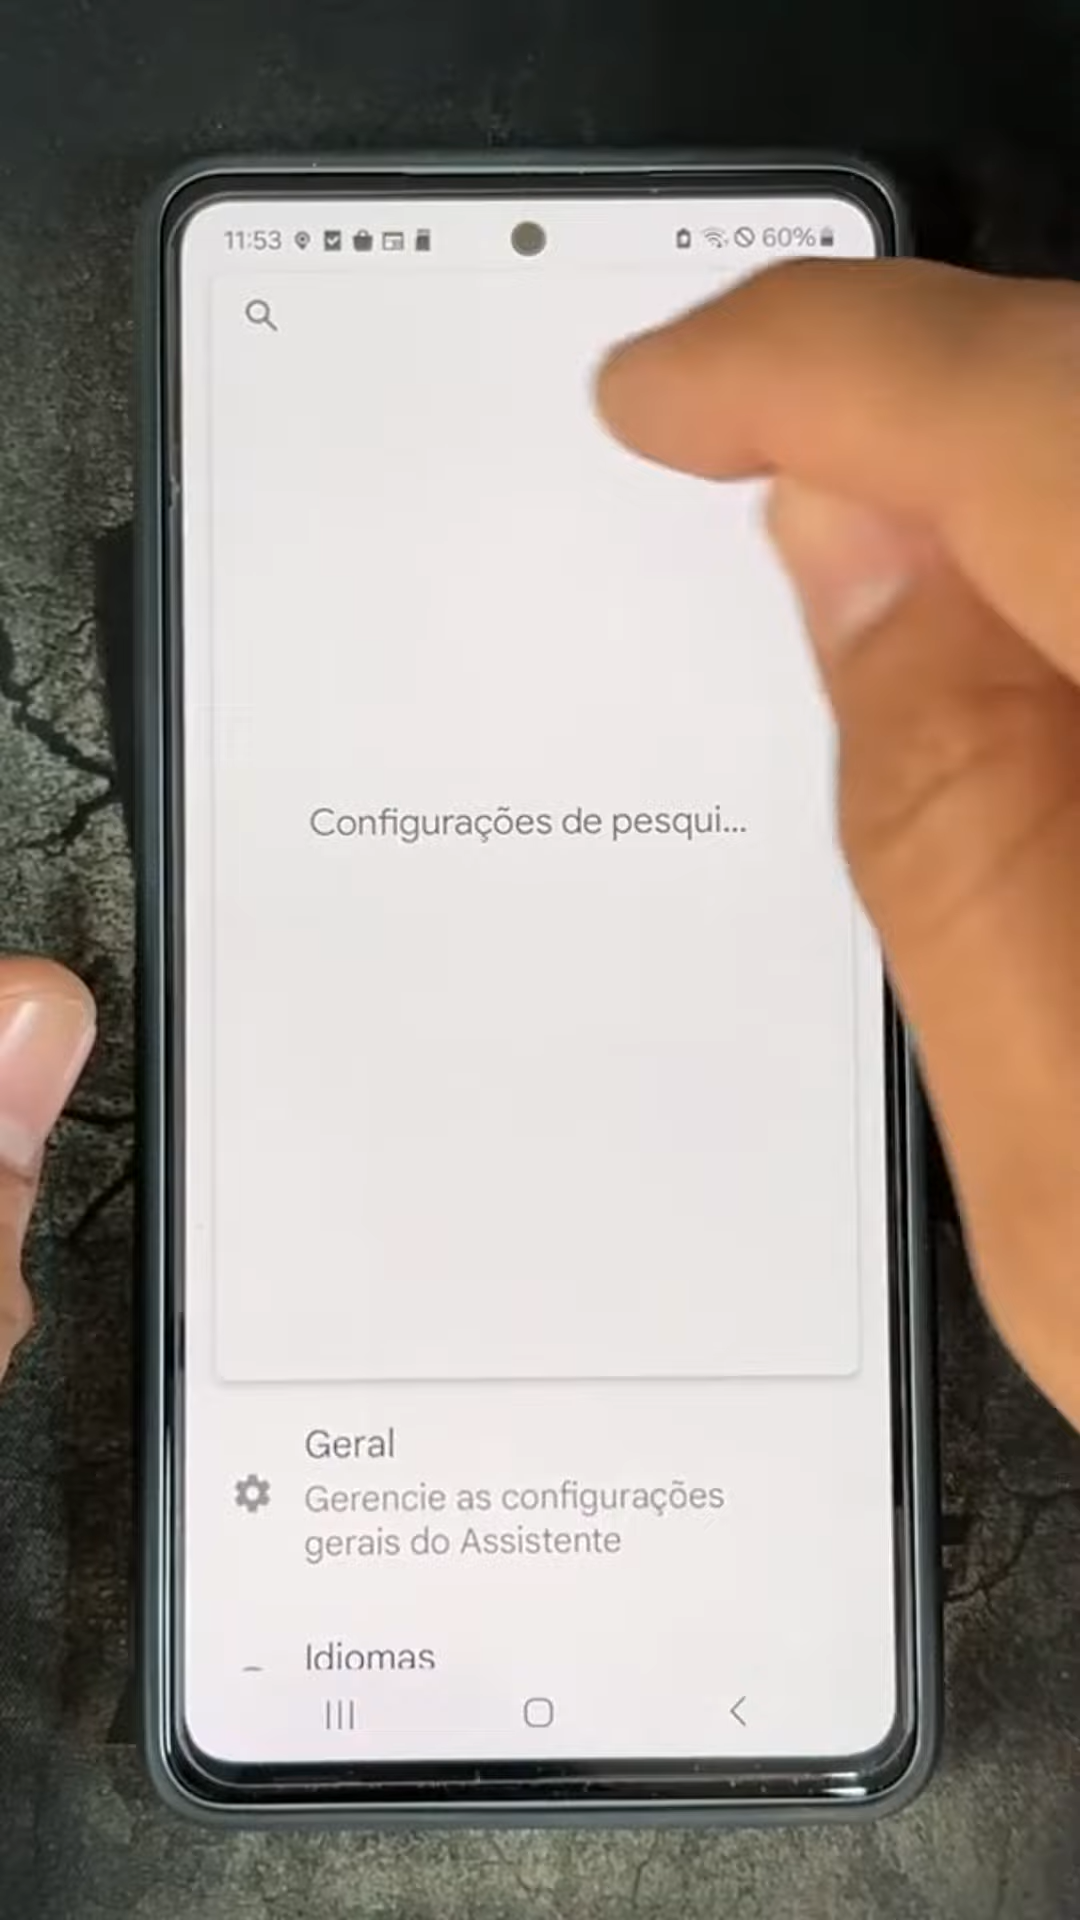 11:53 60%
Configurações de pesqui...
Geral
Gerencie as configurações
gerais do Assistente
Idiomas